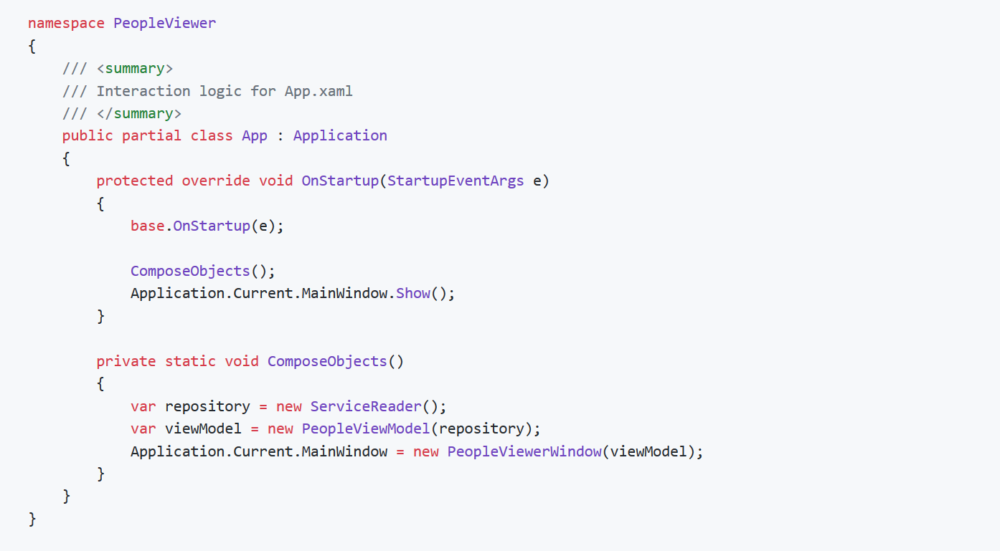 namespace PeopleViewer
{
    /// <summary>
    /// Interaction logic for App.xaml
    /// </summary>
    public partial class App : Application
    {
        protected override void OnStartup(StartupEventArgs e)
        {
            base.OnStartup(e);

            ComposeObjects();
            Application.Current.MainWindow.Show();
        }

        private static void ComposeObjects()
        {
            var repository = new ServiceReader();
            var viewModel = new PeopleViewModel(repository);
            Application.Current.MainWindow = new PeopleViewerWindow(viewModel);
        }
    }
}